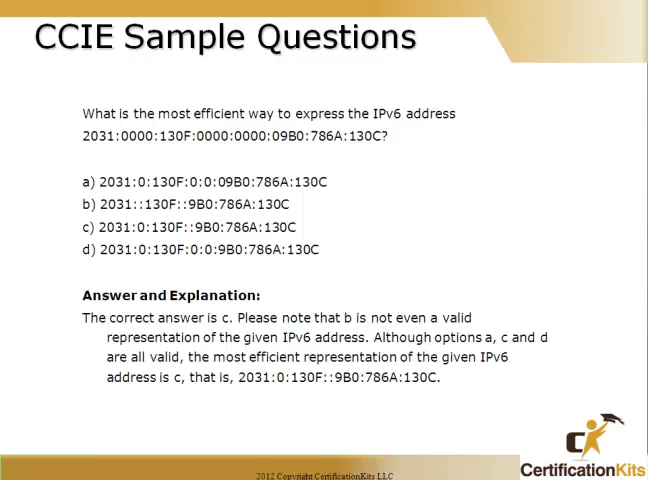 CCIE Sample Questions
What is the most efficient way to express the IPv6 address
2031:0000:130F:0000:0000:09B0:786A:130C?
a) 2031:0:130F:0:0:09B0:786A:130C
b) 2031::130F::9B0:786A:130C
c) 2031:0:130F::9B0:786A:130C
d) 2031:0:130F:0:0:9B0:786A:130C
Answer and Explanation:
The correct answer is c. Please note that b is not even a valid
representation of the given IPv6 address. Although options a, c and d
are all valid, the most efficient representation of the given IPv6
address is c, that is, 2031:0:130F::9B0:786A:130C.
CK
CertificationKits
2012 Copyright CertificationKits LLC